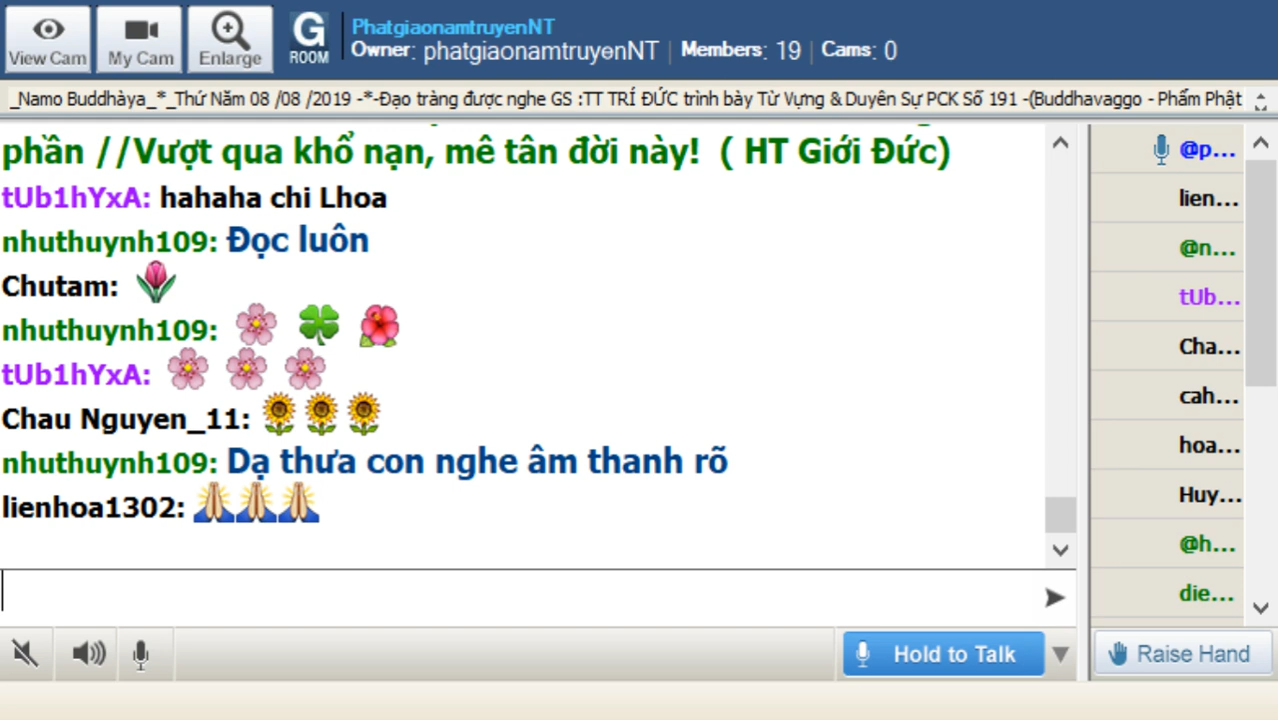 View Cam
My Cam
Enlarge
G
ROOM
PhatgiaonamtruyenNT
Owner: phatgiaonamtruyenNT | Members: 19 | Cams: 0
_Namo Buddhàya_*_Thứ Năm 08 /08 /2019 -*-Đạo tràng được nghe GS :TT TRÍ ĐỨC trình bày Từ Vựng & Duyên Sự PCK Số 191 -(Buddhavaggo - Phẩm Phật
phần //Vượt qua khổ nạn, mê tân đời này! ( HT Giới Đức)
tUb1hYxA: hahaha chi Lhoa
nhuthuynh109: Đọc luôn
Chutam:
nhuthuynh109:
tUb1hYxA:
Chau Nguyen_11:
nhuthuynh109: Dạ thưa con nghe âm thanh rõ
lienhoa1302:
@p...
lien...
@n...
tUb...
Cha...
cah...
hoa...
Huy...
@h...
die...
Hold to Talk
Raise Hand